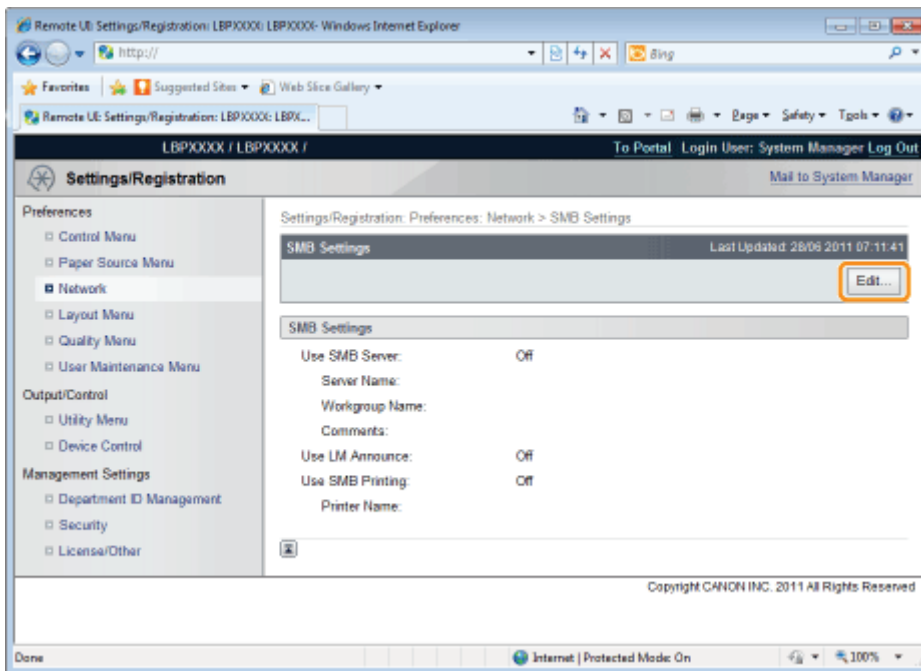 Remote UI: Settings/Registration: LBPXXXX: LBPXXXX- Windows Internet Explorer
http://
Bing
Favorites Suggested Sites Web Slice Gallery
Remote UI: Settings/Registration: LBPXXXX: LBPX... Page Safety Tools
LBPXXXX / LBPXXXX / To Portal Login User: System Manager Log Out
Settings/Registration Mail to System Manager
Preferences
Control Menu
Paper Source Menu
Network
Layout Menu
Quality Menu
User Maintenance Menu
Output/Control
Utility Menu
Device Control
Management Settings
Department ID Management
Security
License/Other
Settings/Registration: Preferences: Network > SMB Settings
SMB Settings Last Updated: 28/06 2011 07:11:41
Edit...
SMB Settings
Use SMB Server: Off
Server Name:
Workgroup Name:
Comments:
Use LM Announce: Off
Use SMB Printing: Off
Printer Name:
Copyright CANON INC. 2011 All Rights Reserved
Done Internet | Protected Mode: On 100%